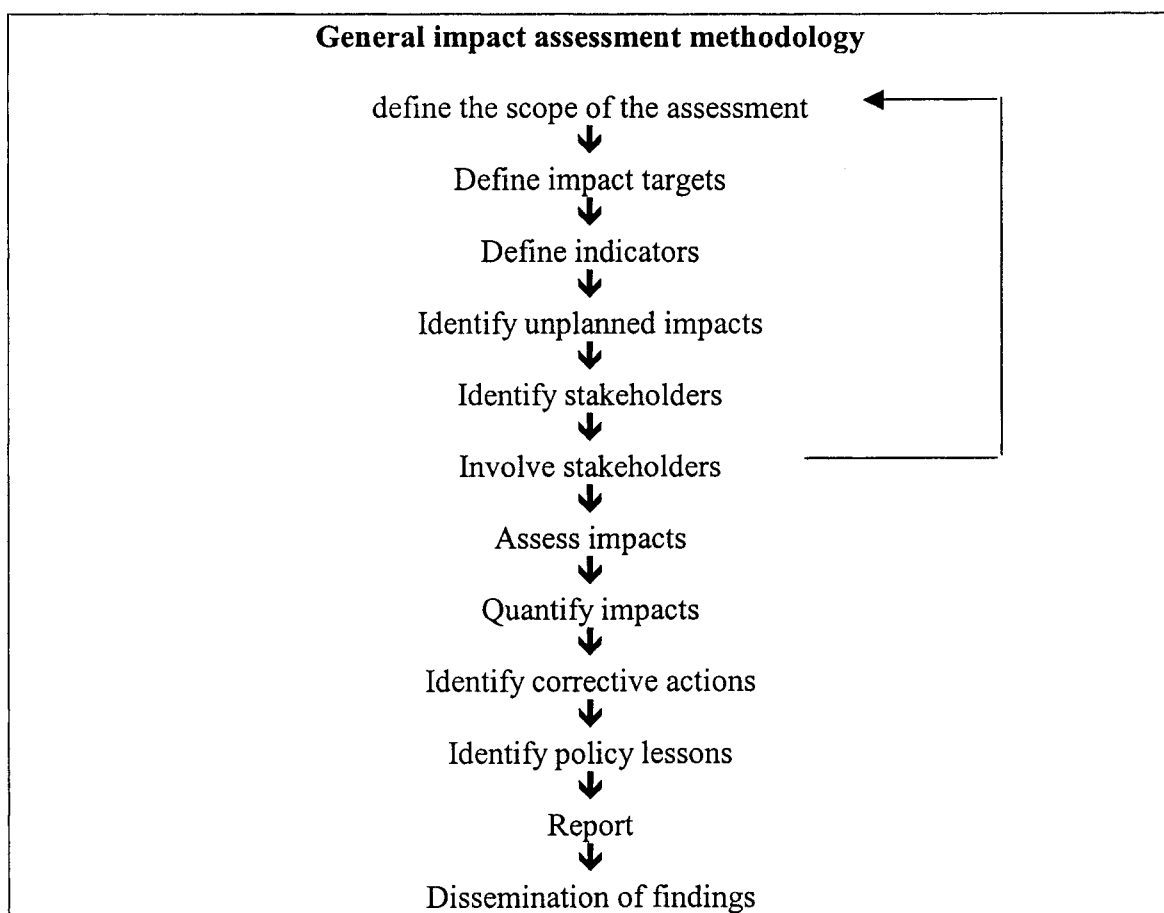 General impact assessment methodology
define the scope of the assessment
Define impact targets
Define indicators
Identify unplanned impacts
Identify stakeholders
Involve stakeholders
Assess impacts
Quantify impacts
Identify corrective actions
Identify policy lessons
Report
Dissemination of findings